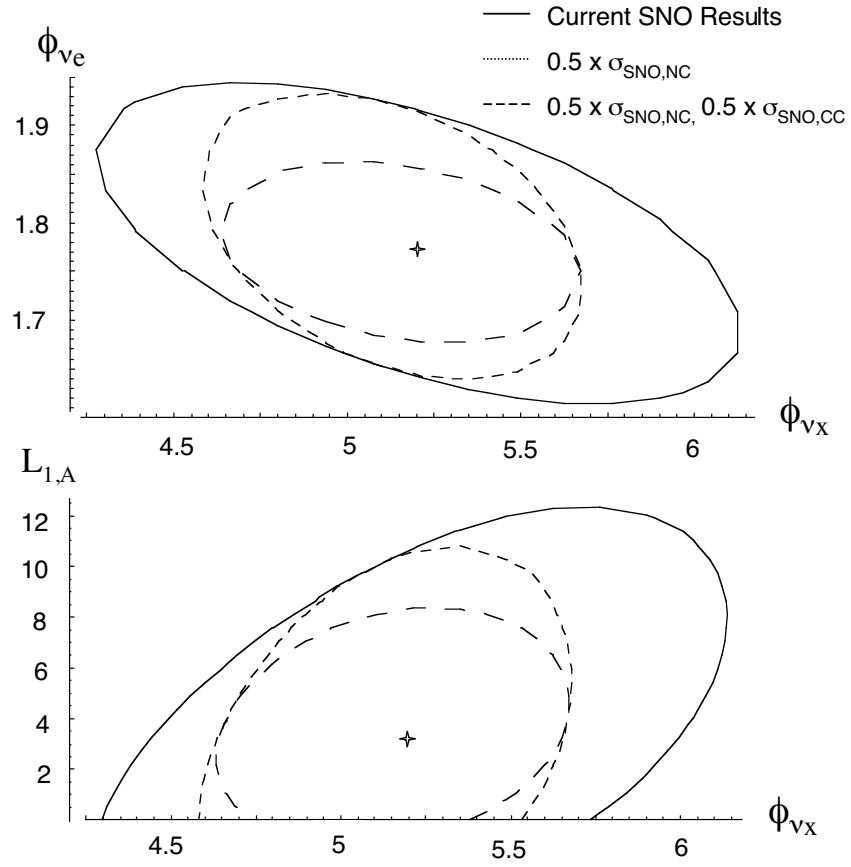 Current SNO Results
0.5 x σSNO,NC
0.5 x σSNO,NC, 0.5 x σSNO,CC
ϕνe
1.9
1.8
1.7
4.5 5 5.5 6
ϕνx
L1,A
12
10
8
6
4
2
4.5 5 5.5 6
ϕνx